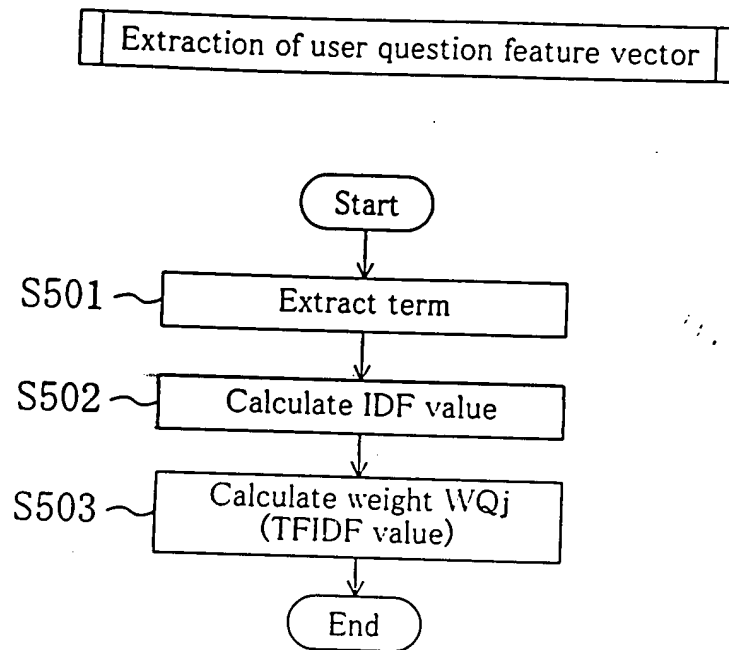 Extraction of user question feature vector
Start
S501
Extract term
S502
Calculate IDF value
S503
Calculate weight WQj
(TFIDF value)
End